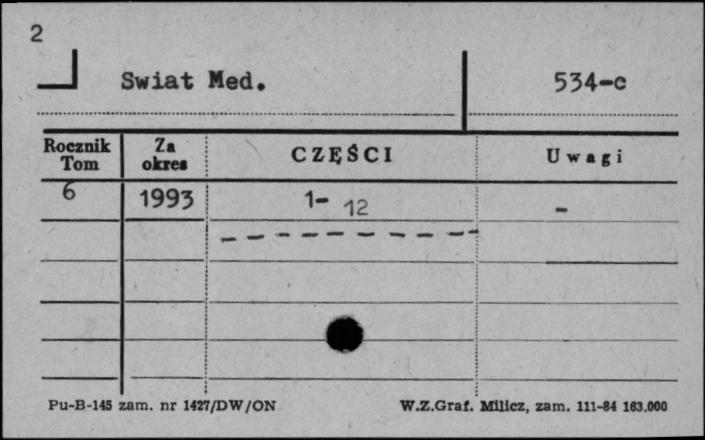 2
Swiat Med.
534-c
Rocznik Tom
Za okres
CZĘŚCI
Uwagi
6
1993
1- 12
-
Pu-B-145 zam. nr 1427/DW/ON
W.Z.Graf. Milicz, zam. 111-84 163.000